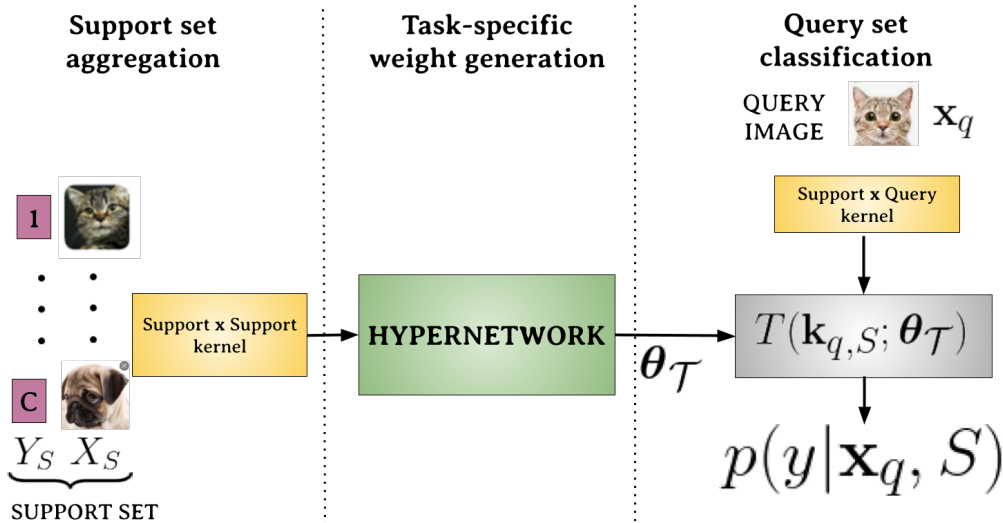 Support set
aggregation
Task-specific
weight generation
Query set
classification
QUERY
IMAGE
𝐱_q
1
C
Support x Support
kernel
HYPERNETWORK
𝜽_𝒯
Support x Query
kernel
T(𝐤_{q,S}; 𝜽_𝒯)
p(y|𝐱_q, S)
Y_S X_S
SUPPORT SET